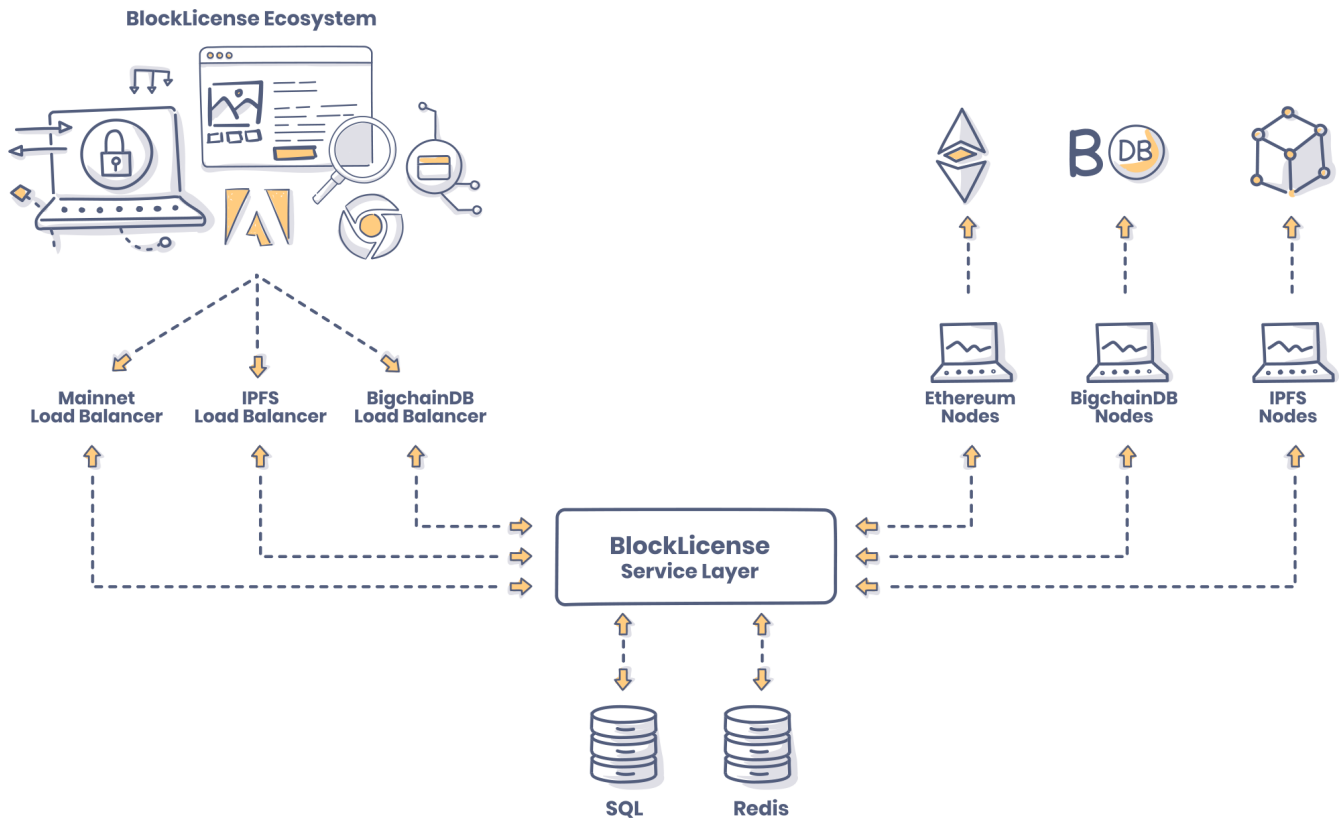 BlockLicense Ecosystem
B DB
Mainnet
Load Balancer
IPFS
Load Balancer
BigchainDB
Load Balancer
Ethereum
Nodes
BigchainDB
Nodes
IPFS
Nodes
BlockLicense
Service Layer
SQL
Redis